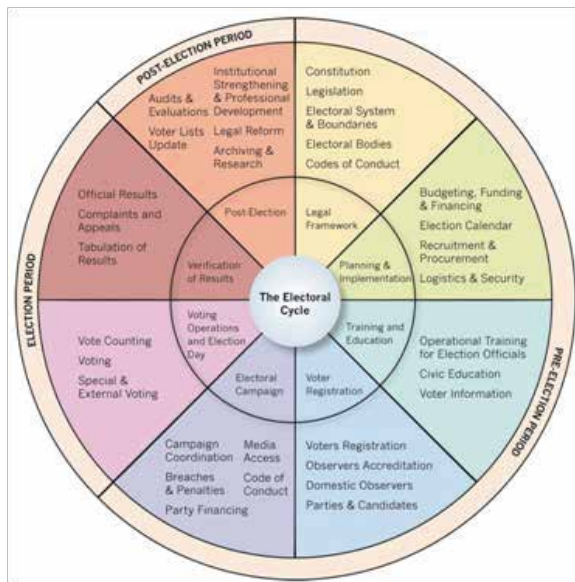 POST-ELECTION PERIOD
ELECTION PERIOD
PRE-ELECTION PERIOD
The Electoral
Cycle
Legal
Framework
Constitution
Legislation
Electoral System
& Boundaries
Electoral Bodies
Codes of Conduct
Planning &
Implementation
Budgeting, Funding
& Financing
Election Calendar
Recruitment &
Procurement
Logistics & Security
Training and
Education
Operational Training
for Election Officials
Civic Education
Voter Information
Voter
Registration
Voters Registration
Observers Accreditation
Domestic Observers
Parties & Candidates
Electoral
Campaign
Campaign
Coordination
Breaches
& Penalties
Party Financing
Media
Access
Code of
Conduct
Voting
Operations
and Election
Day
Vote Counting
Voting
Special &
External Voting
Verification
of Results
Official Results
Complaints and
Appeals
Tabulation of
Results
Post-Election
Audits &
Evaluations
Voter Lists
Update
Institutional
Strengthening
& Professional
Development
Legal Reform
Archiving &
Research